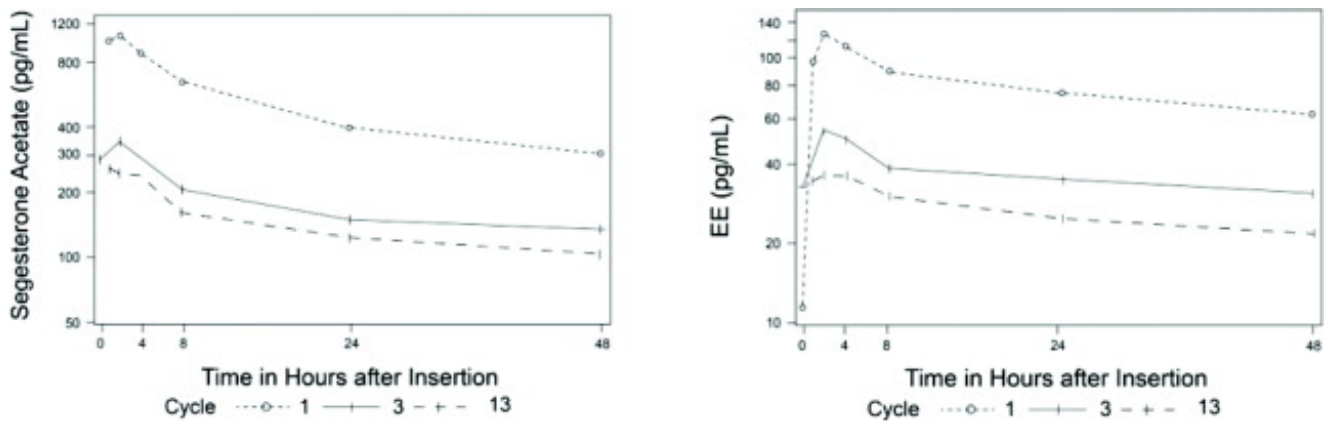 Segesterone Acetate (pg/mL)
1200
800
400
300
200
100
50
0 4 8 24 48
Time in Hours after Insertion
Cycle 1 3 13
EE (pg/mL)
140
100
80
60
40
20
10
0 4 8 24 48
Time in Hours after Insertion
Cycle 1 3 13